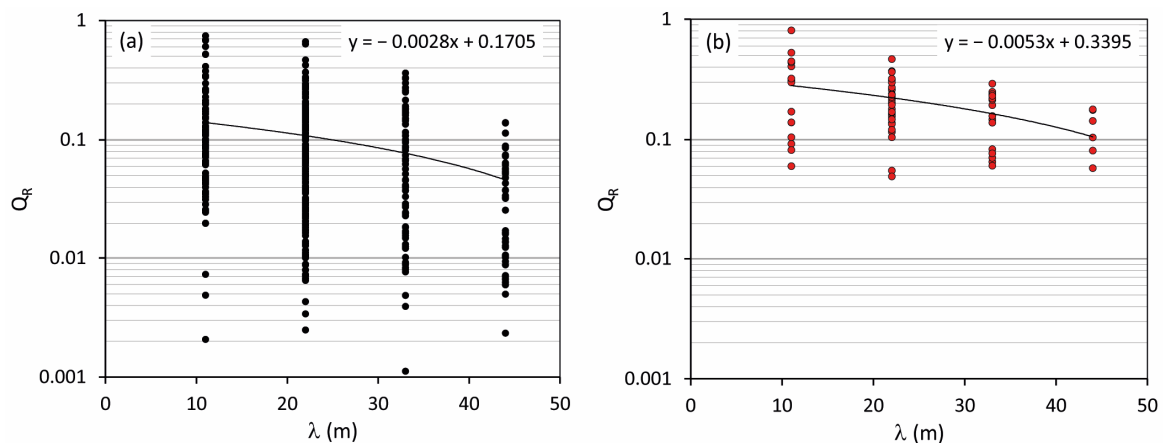 (a)
y = − 0.0028x + 0.1705
1
0.1
0.01
0.001
Q_R
0 10 20 30 40 50
λ (m)
(b)
y = − 0.0053x + 0.3395
1
0.1
0.01
0.001
Q_R
0 10 20 30 40 50
λ (m)